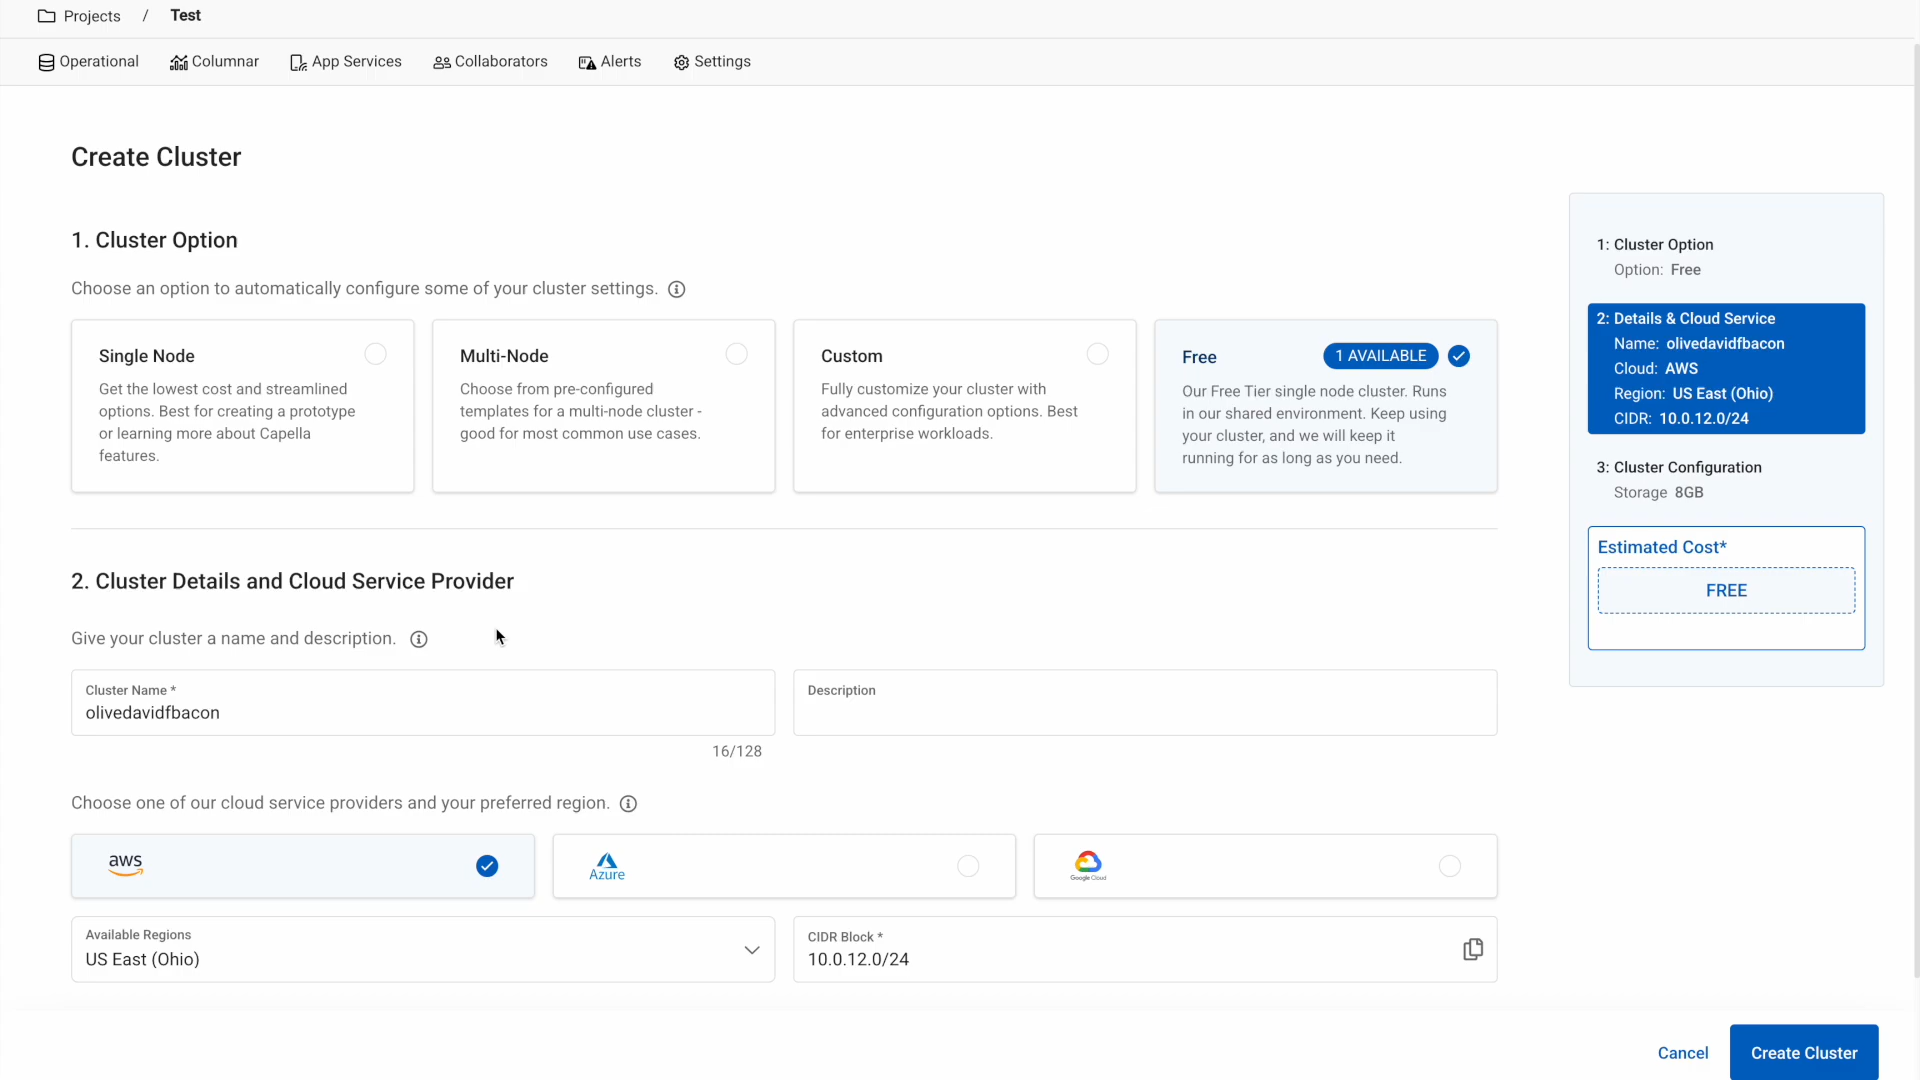 Projects / Test
Operational Columnar App Services Collaborators Alerts Settings
Create Cluster
1. Cluster Option
Choose an option to automatically configure some of your cluster settings.
Single Node
Get the lowest cost and streamlined
options. Best for creating a prototype
or learning more about Capella
features.
Multi-Node
Choose from pre-configured
templates for a multi-node cluster -
good for most common use cases.
Custom
Fully customize your cluster with
advanced configuration options. Best
for enterprise workloads.
Free 1 AVAILABLE
Our Free Tier single node cluster. Runs
in our shared environment. Keep using
your cluster, and we will keep it
running for as long as you need.
2. Cluster Details and Cloud Service Provider
Give your cluster a name and description.
Cluster Name *
olivedavidfbacon
16/128
Description
Choose one of our cloud service providers and your preferred region.
aws
Azure
Google Cloud
Available Regions
US East (Ohio)
CIDR Block *
10.0.12.0/24
1: Cluster Option
Option: Free
2: Details & Cloud Service
Name: olivedavidfbacon
Cloud: AWS
Region: US East (Ohio)
CIDR: 10.0.12.0/24
3: Cluster Configuration
Storage 8GB
Estimated Cost*
FREE
Cancel Create Cluster